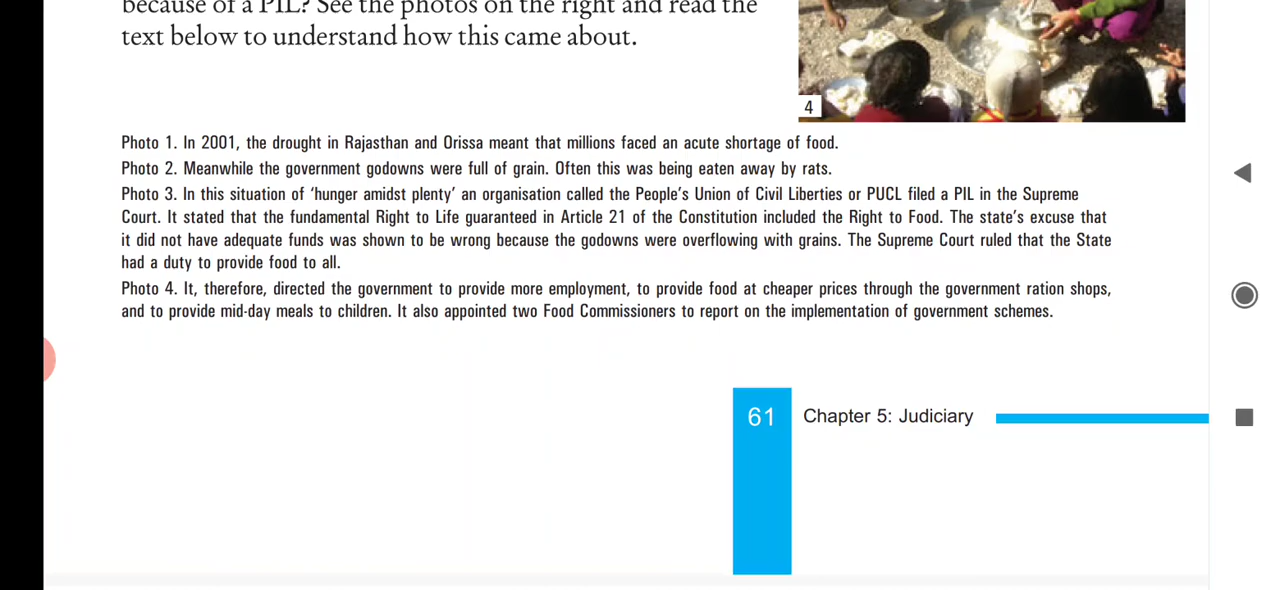 because of a PIL? See the photos on the right and read the
text below to understand how this came about.
4
Photo 1. In 2001, the drought in Rajasthan and Orissa meant that millions faced an acute shortage of food.
Photo 2. Meanwhile the government godowns were full of grain. Often this was being eaten away by rats.
Photo 3. In this situation of ‘hunger amidst plenty’ an organisation called the People’s Union of Civil Liberties or PUCL filed a PIL in the Supreme
Court. It stated that the fundamental Right to Life guaranteed in Article 21 of the Constitution included the Right to Food. The state’s excuse that
it did not have adequate funds was shown to be wrong because the godowns were overflowing with grains. The Supreme Court ruled that the State
had a duty to provide food to all.
Photo 4. It, therefore, directed the government to provide more employment, to provide food at cheaper prices through the government ration shops,
and to provide mid-day meals to children. It also appointed two Food Commissioners to report on the implementation of government schemes.
61 Chapter 5: Judiciary